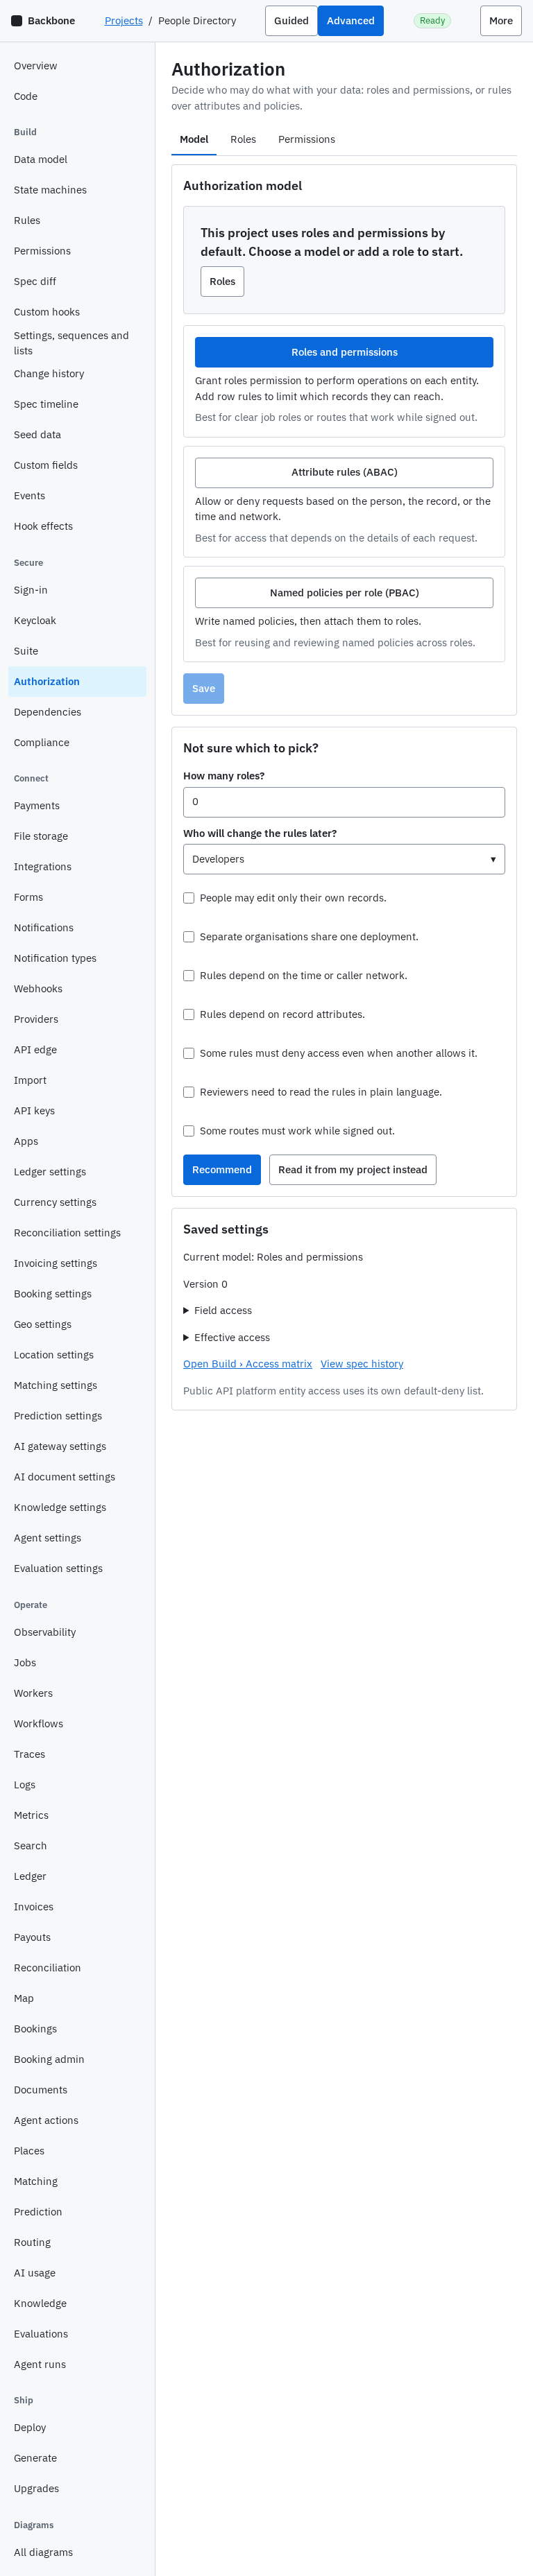 Backbone
Projects / People Directory
Guided
Advanced
Ready
More
Overview
Code
Build
Data model
State machines
Rules
Permissions
Spec diff
Custom hooks
Settings, sequences and
lists
Change history
Spec timeline
Seed data
Custom fields
Events
Hook effects
Secure
Sign-in
Keycloak
Suite
Authorization
Dependencies
Compliance
Connect
Payments
File storage
Integrations
Forms
Notifications
Notification types
Webhooks
Providers
API edge
Import
API keys
Apps
Ledger settings
Currency settings
Reconciliation settings
Invoicing settings
Booking settings
Geo settings
Location settings
Matching settings
Prediction settings
AI gateway settings
AI document settings
Knowledge settings
Agent settings
Evaluation settings
Operate
Observability
Jobs
Workers
Workflows
Traces
Logs
Metrics
Search
Ledger
Invoices
Payouts
Reconciliation
Map
Bookings
Booking admin
Documents
Agent actions
Places
Matching
Prediction
Routing
AI usage
Knowledge
Evaluations
Agent runs
Ship
Deploy
Generate
Upgrades
Diagrams
All diagrams
Authorization
Decide who may do what with your data: roles and permissions, or rules
over attributes and policies.
Model
Roles
Permissions
Authorization model
This project uses roles and permissions by
default. Choose a model or add a role to start.
Roles
Roles and permissions
Grant roles permission to perform operations on each entity.
Add row rules to limit which records they can reach.
Best for clear job roles or routes that work while signed out.
Attribute rules (ABAC)
Allow or deny requests based on the person, the record, or the
time and network.
Best for access that depends on the details of each request.
Named policies per role (PBAC)
Write named policies, then attach them to roles.
Best for reusing and reviewing named policies across roles.
Save
Not sure which to pick?
How many roles?
0
Who will change the rules later?
Developers
People may edit only their own records.
Separate organisations share one deployment.
Rules depend on the time or caller network.
Rules depend on record attributes.
Some rules must deny access even when another allows it.
Reviewers need to read the rules in plain language.
Some routes must work while signed out.
Recommend
Read it from my project instead
Saved settings
Current model: Roles and permissions
Version 0
Field access
Effective access
Open Build › Access matrix
View spec history
Public API platform entity access uses its own default-deny list.